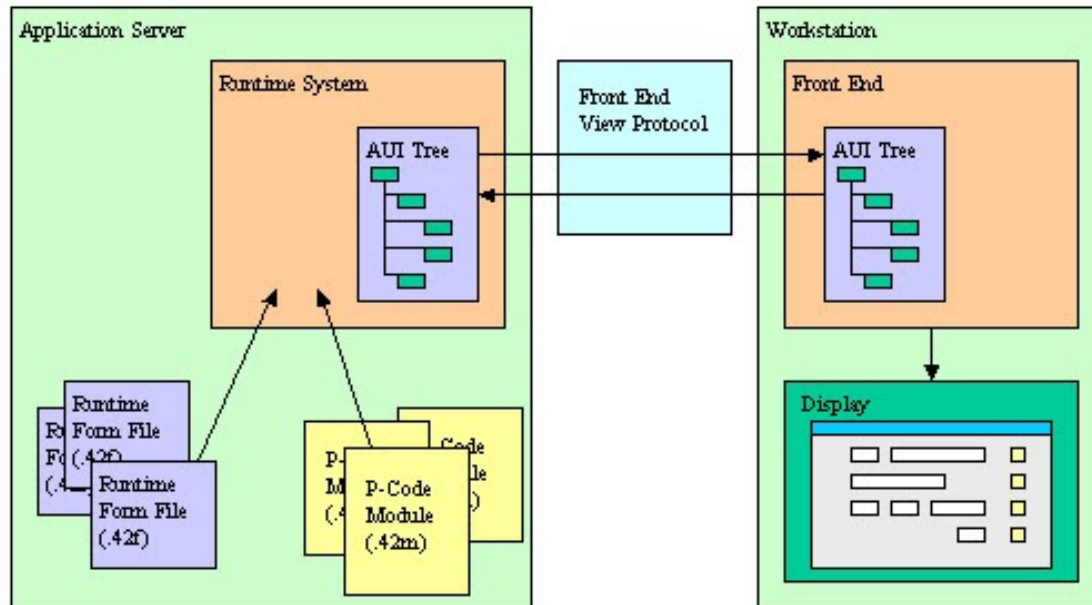 Application Server
Runtime System
AUI Tree
Front End
View Protocol
Workstation
Front End
AUI Tree
Display
Runtime
Form File
(.42f)
Runtime
Form File
(.42f)
P-Code
Module
(.42m)